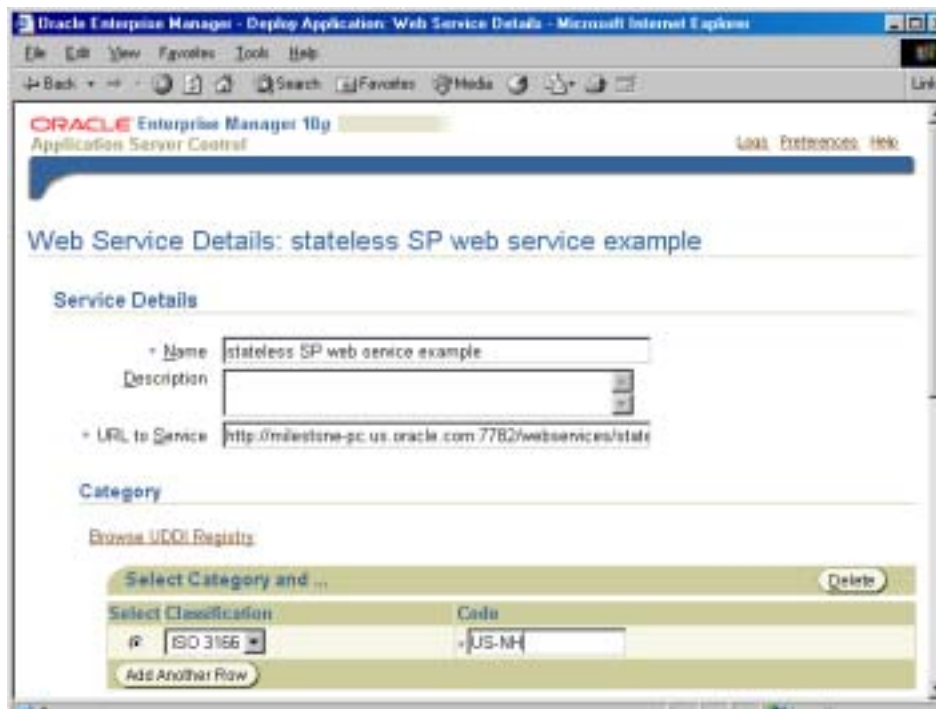 Oracle Enterprise Manager - Deploy Application: Web Service Details - Microsoft Internet Explorer
File Edit View Favorites Tools Help
Back Search Favorites Media Link
ORACLE Enterprise Manager 10g
Application Server Control
Logs Preferences Help
Web Service Details: stateless SP web service example
Service Details
* Name stateless SP web service example
Description
* URL to Service http://milestone-pc.us.oracle.com:7782/webservices/state
Category
Browse UDDI Registry
Select Category and ... Delete
Select Classification Code
ISO 3166 * US-NH
Add Another Row